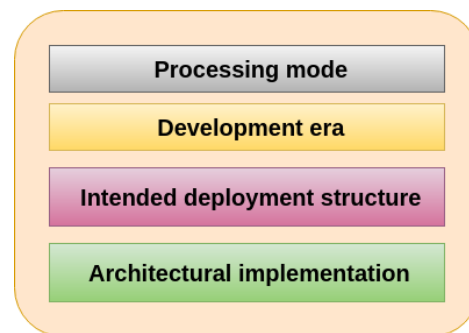 Processing mode
Development era
Intended deployment structure
Architectural implementation